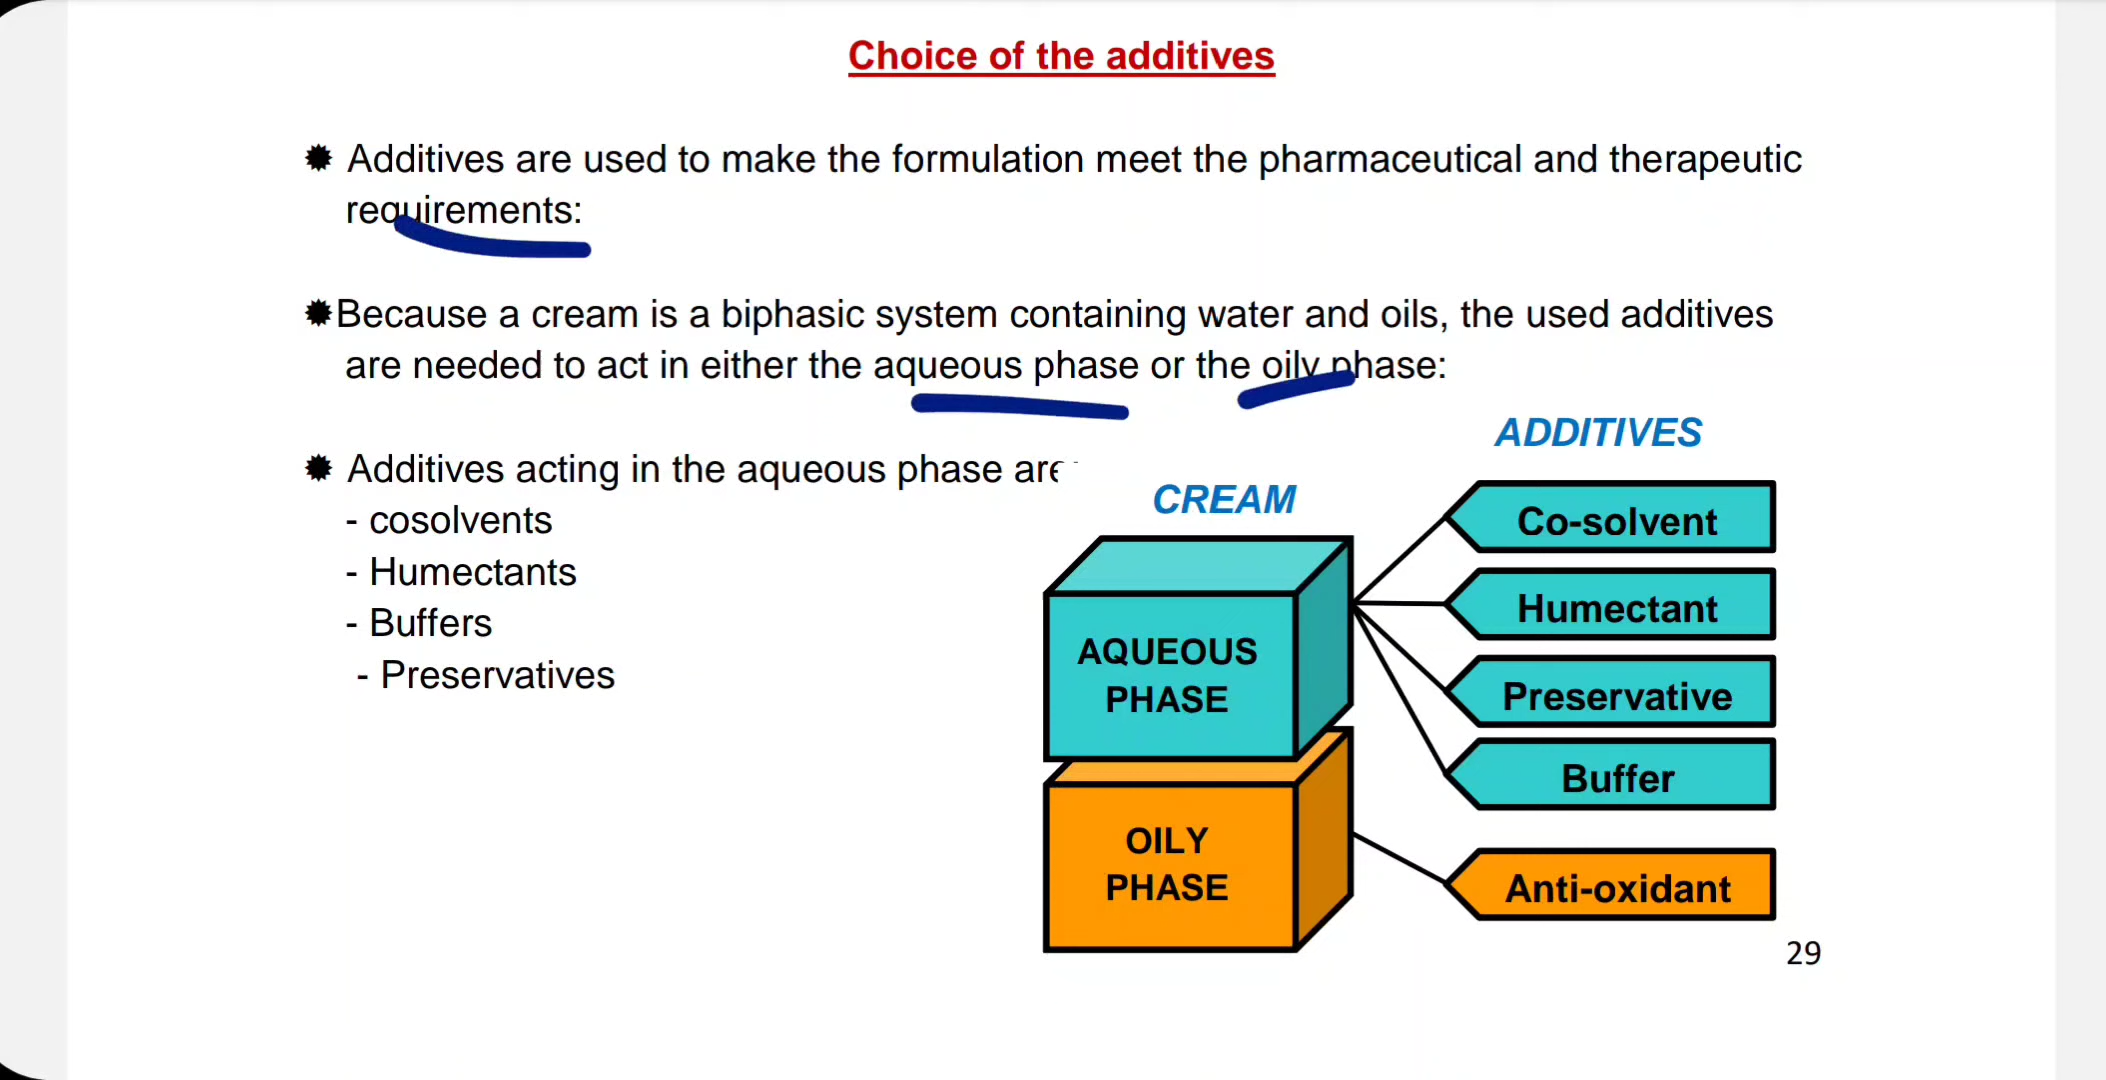 Choice of the additives
✹ Additives are used to make the formulation meet the pharmaceutical and therapeutic
requirements:
✹Because a cream is a biphasic system containing water and oils, the used additives
are needed to act in either the aqueous phase or the oily phase:
✹ Additives acting in the aqueous phase are
- cosolvents
- Humectants
- Buffers
- Preservatives
CREAM
AQUEOUS
PHASE
OILY
PHASE
ADDITIVES
Co-solvent
Humectant
Preservative
Buffer
Anti-oxidant
29